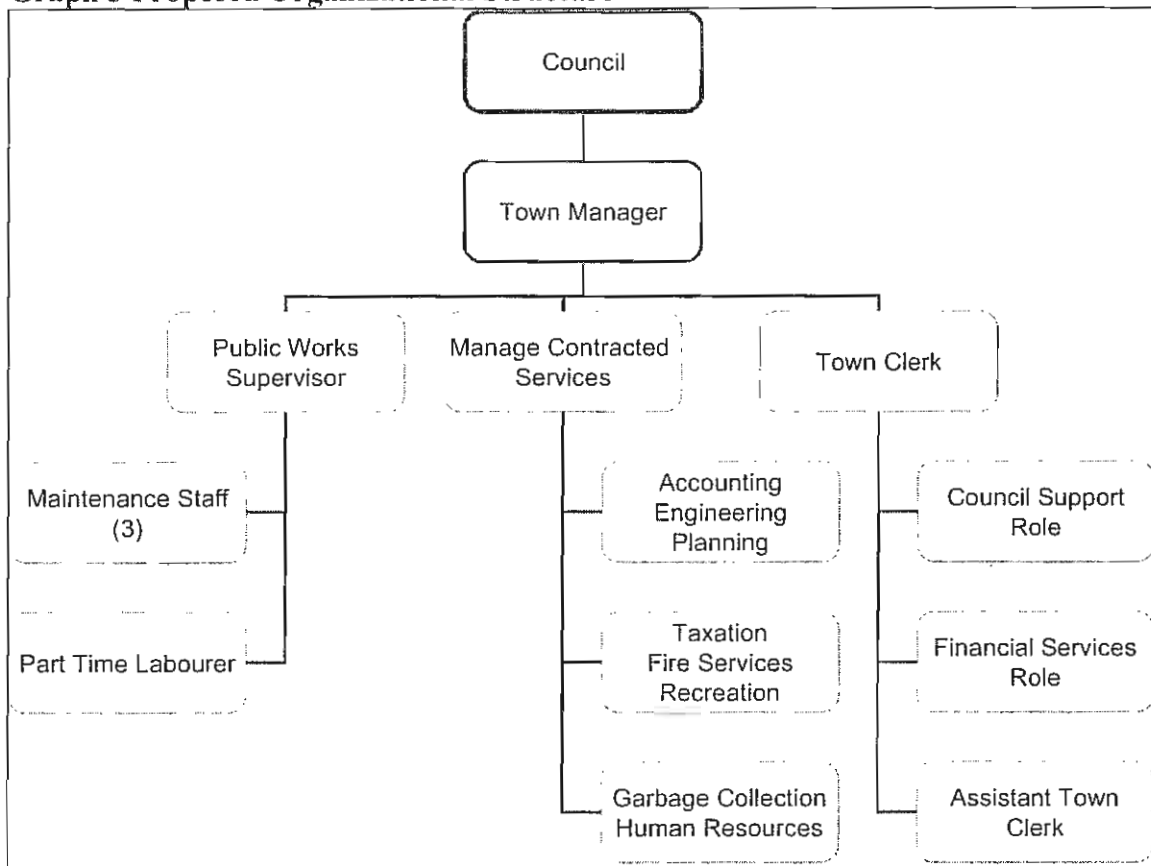 Council
Town Manager
Public Works
Supervisor
Manage Contracted
Services
Town Clerk
Maintenance Staff
(3)
Accounting
Engineering
Planning
Council Support
Role
Part Time Labourer
Taxation
Fire Services
Recreation
Financial Services
Role
Garbage Collection
Human Resources
Assistant Town
Clerk